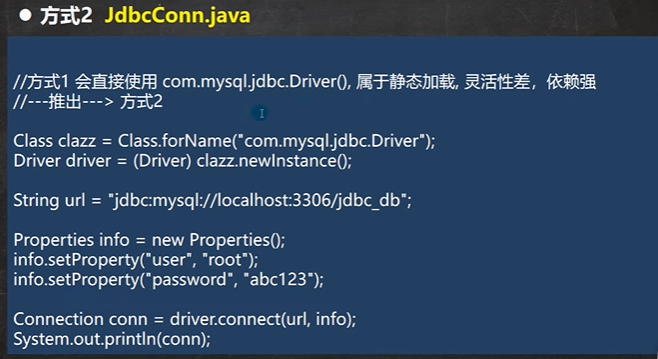 ● 方式2 JdbcConn.java
//方式1 会直接使用 com.mysql.jdbc.Driver(), 属于静态加载, 灵活性差，依赖强
//---推出---> 方式2
Class clazz = Class.forName("com.mysql.jdbc.Driver");
Driver driver = (Driver) clazz.newInstance();
String url = "jdbc:mysql://localhost:3306/jdbc_db";
Properties info = new Properties();
info.setProperty("user", "root");
info.setProperty("password", "abc123");
Connection conn = driver.connect(url, info);
System.out.println(conn);